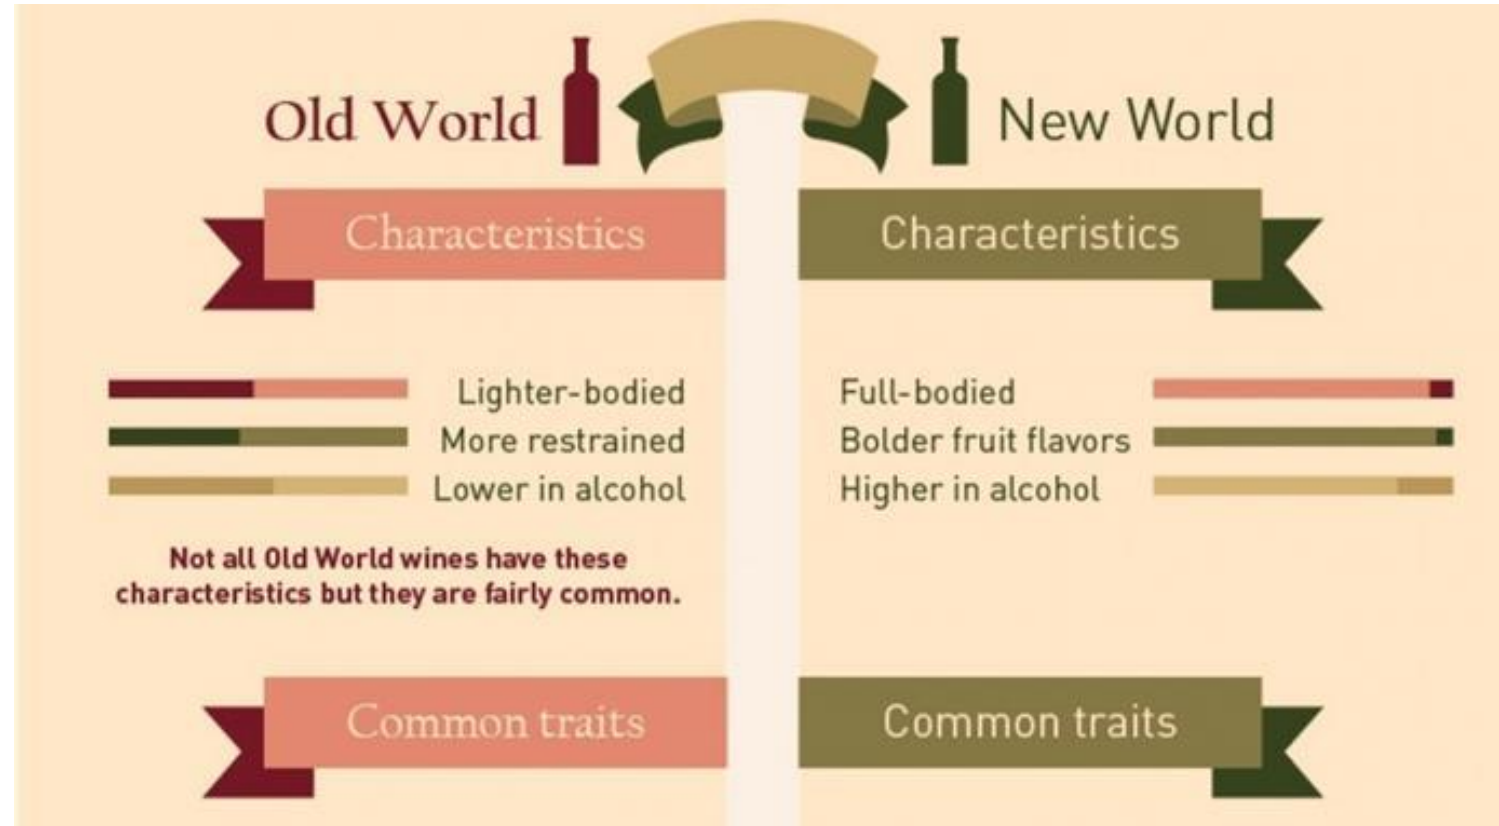 Old World
New World
Characteristics
Characteristics
Lighter-bodied
More restrained
Lower in alcohol
Not all Old World wines have these
characteristics but they are fairly common.
Full-bodied
Bolder fruit flavors
Higher in alcohol
Common traits
Common traits